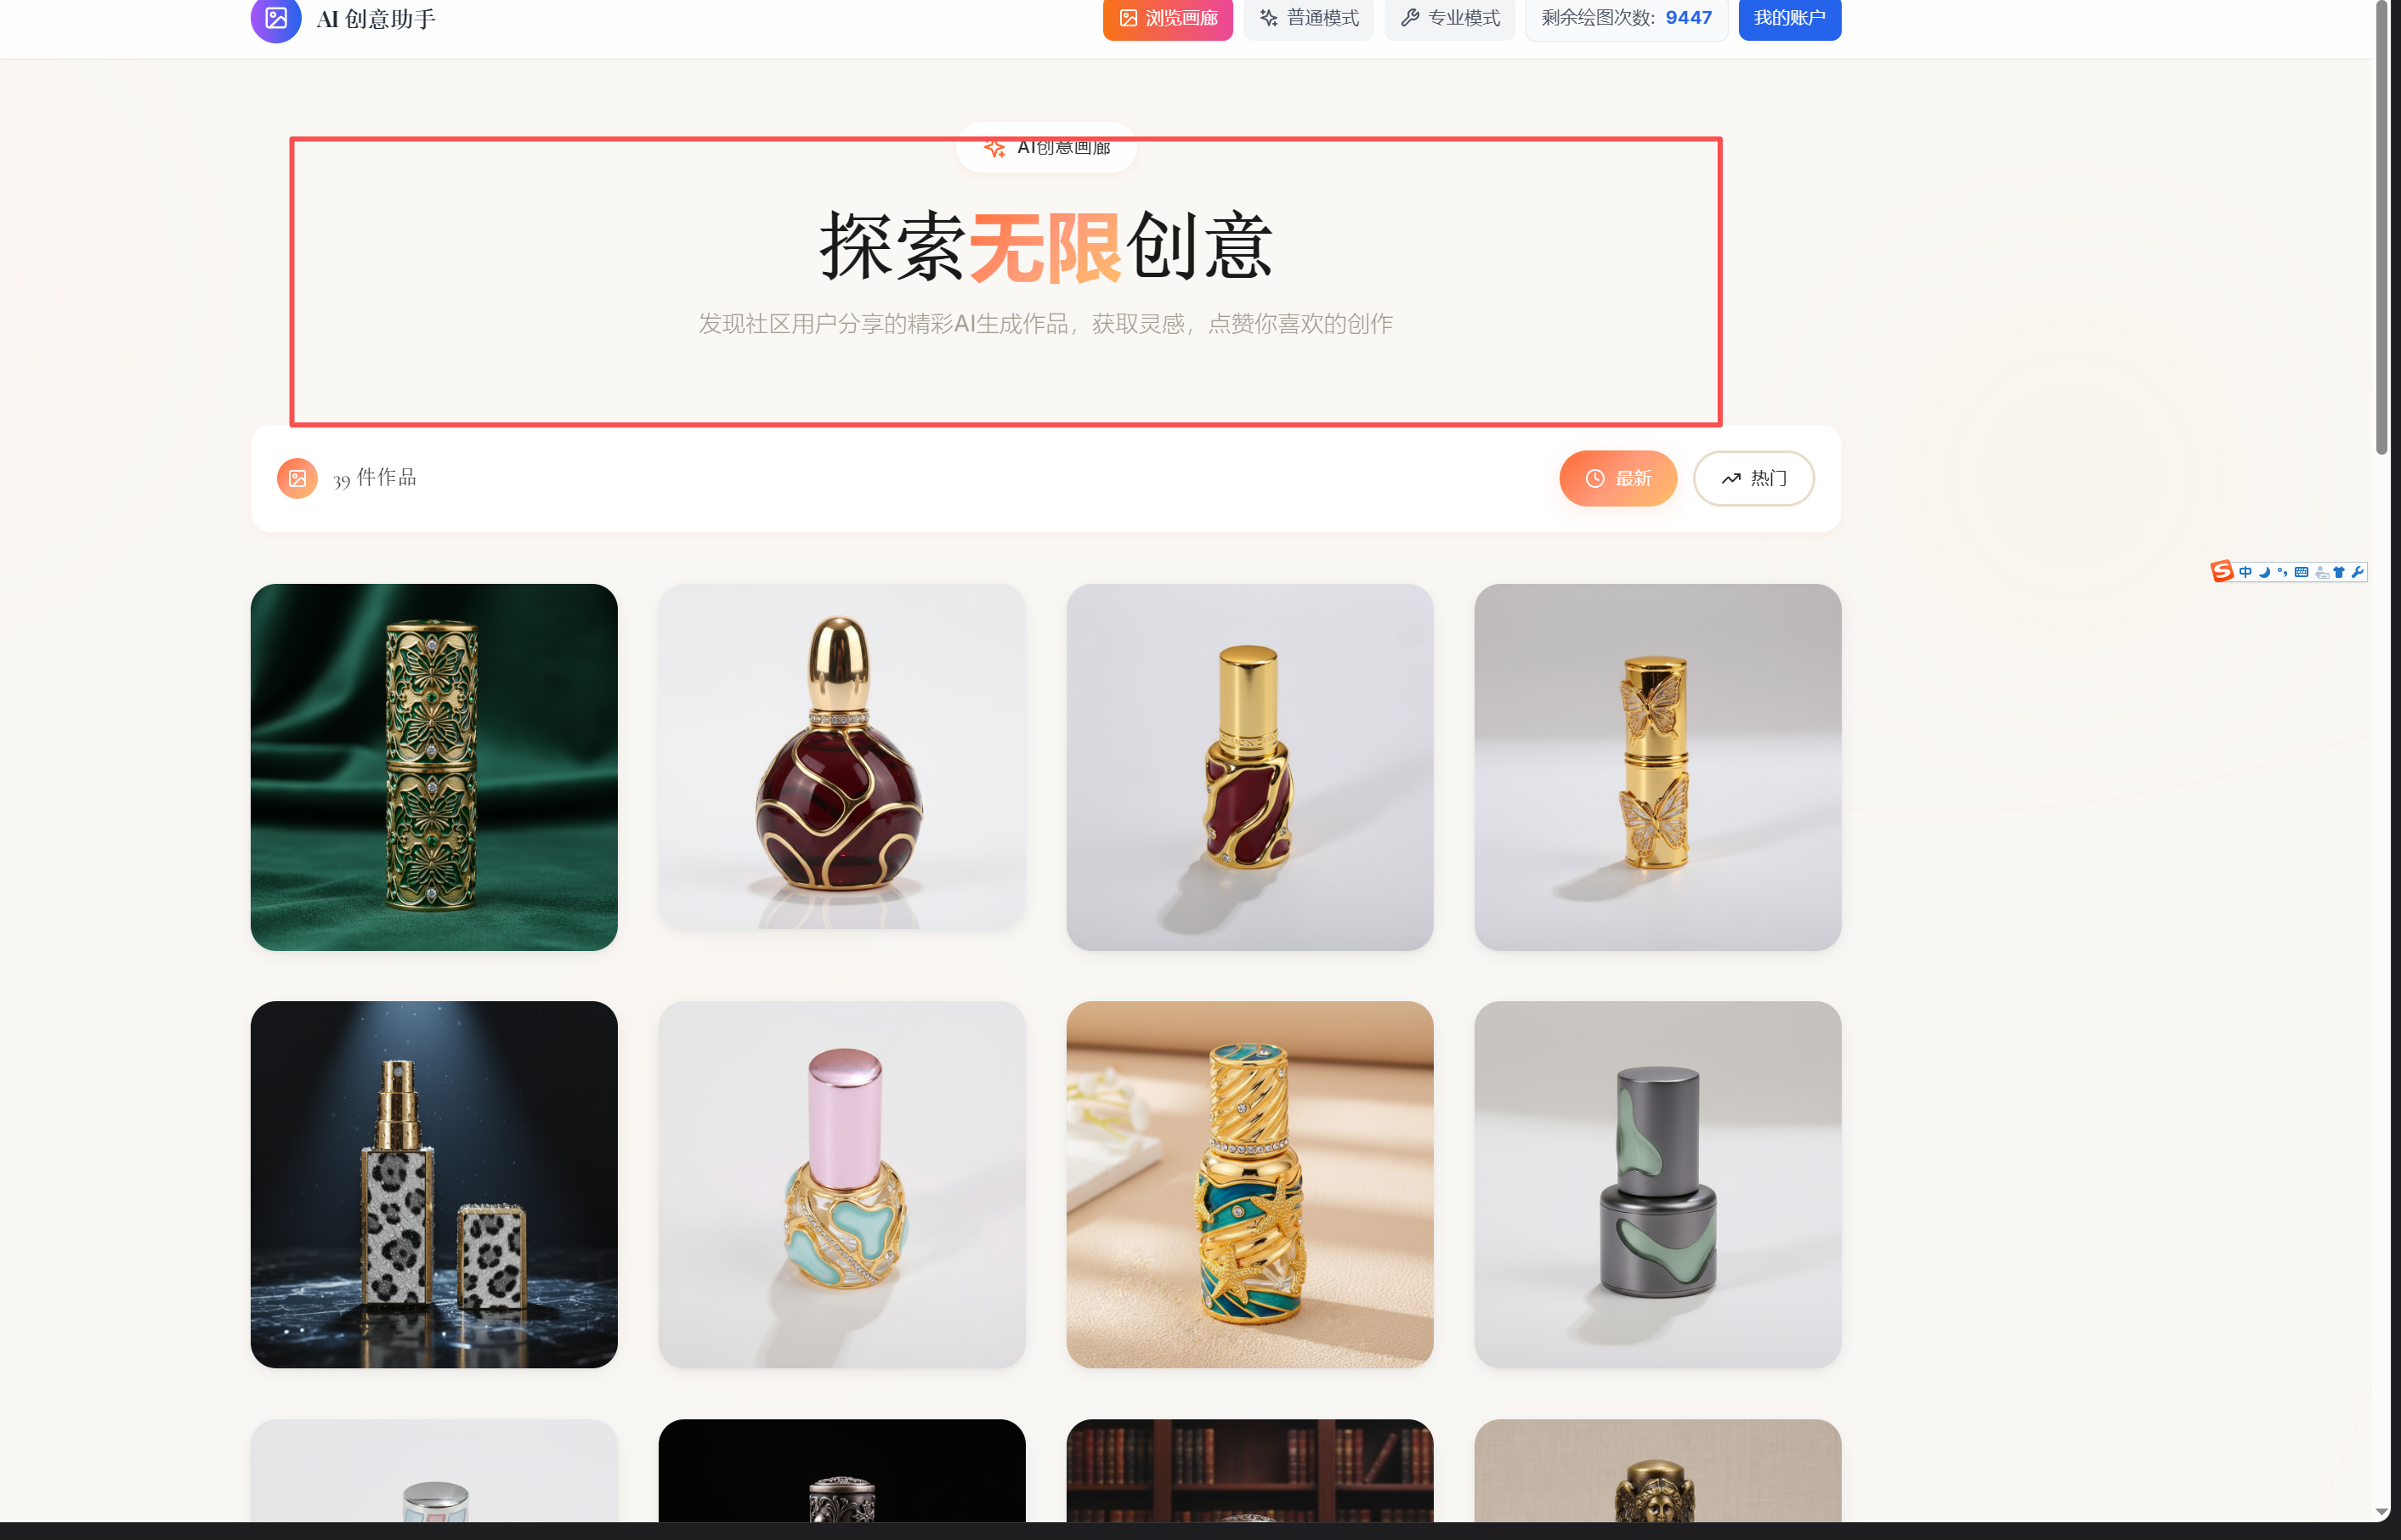 AI 创意助手
浏览画廊
普通模式
专业模式
剩余绘图次数: 9447
我的账户
AI创意画廊
探索无限创意
发现社区用户分享的精彩AI生成作品，获取灵感，点赞你喜欢的创作
39 件作品
最新
热门
中